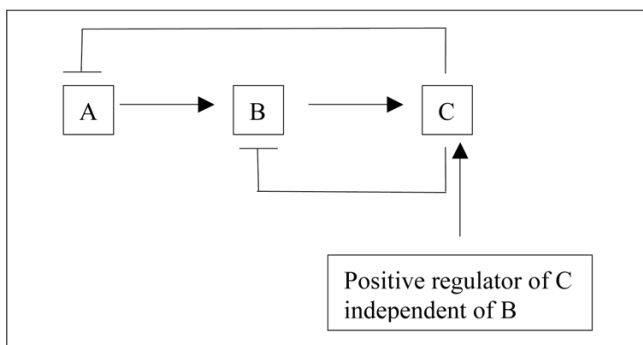 A
B
C
Positive regulator of C
independent of B